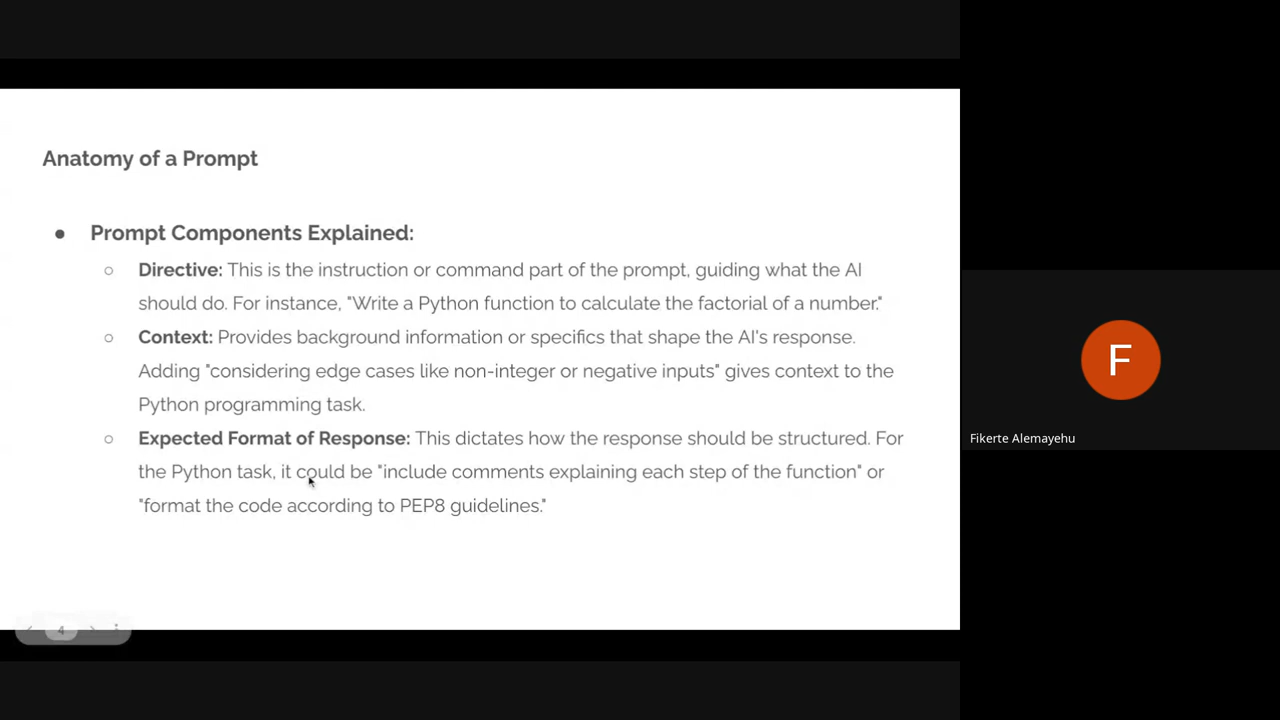 Anatomy of a Prompt
● Prompt Components Explained:
○ Directive: This is the instruction or command part of the prompt, guiding what the AI
should do. For instance, "Write a Python function to calculate the factorial of a number."
○ Context: Provides background information or specifics that shape the AI's response.
Adding "considering edge cases like non-integer or negative inputs" gives context to the
Python programming task.
○ Expected Format of Response: This dictates how the response should be structured. For
the Python task, it could be "include comments explaining each step of the function" or
"format the code according to PEP8 guidelines."
4
F
Fikerte Alemayehu